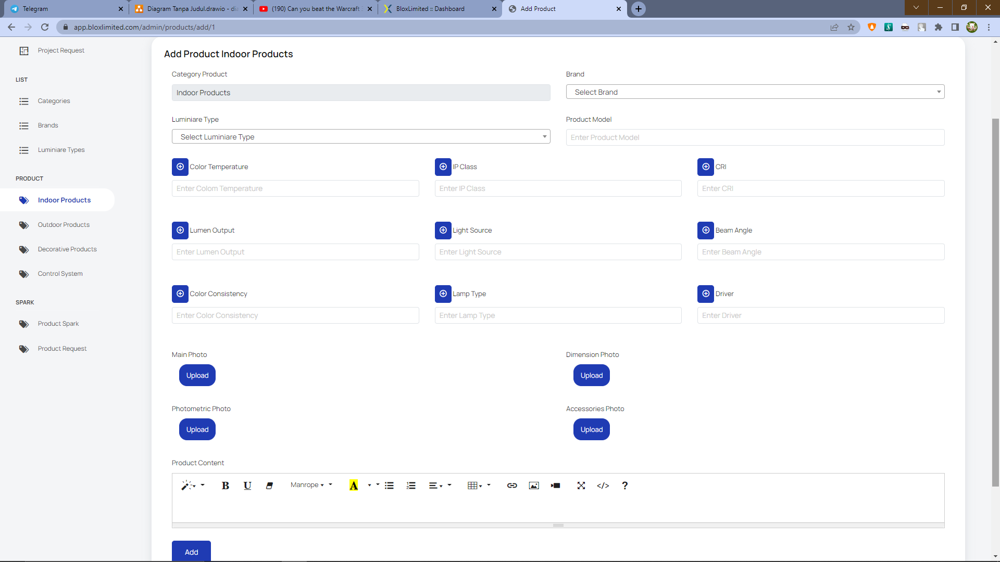 Telegram
Diagram Tanpa Judul.drawio - dia
(190) Can you beat the Warcraft 3
BloxLimited :: Dashboard
Add Product
app.bloxlimited.com/admin/products/add/1
Project Request
LIST
Categories
Brands
Luminiare Types
PRODUCT
Indoor Products
Outdoor Products
Decorative Products
Control System
SPARK
Product Spark
Product Request
Add Product Indoor Products
Category Product
Brand
Indoor Products
Select Brand
Luminiare Type
Product Model
Select Luminiare Type
Enter Product Model
Color Temperature
IP Class
CRI
Enter Colom Temperature
Enter IP Class
Enter CRI
Lumen Output
Light Source
Beam Angle
Enter Lumen Output
Enter Light Source
Enter Beam Angle
Color Consistency
Lamp Type
Driver
Enter Color Consistency
Enter Lamp Type
Enter Driver
Main Photo
Dimension Photo
Upload
Upload
Photometric Photo
Accessories Photo
Upload
Upload
Product Content
B U Manrope A </> ?
Add